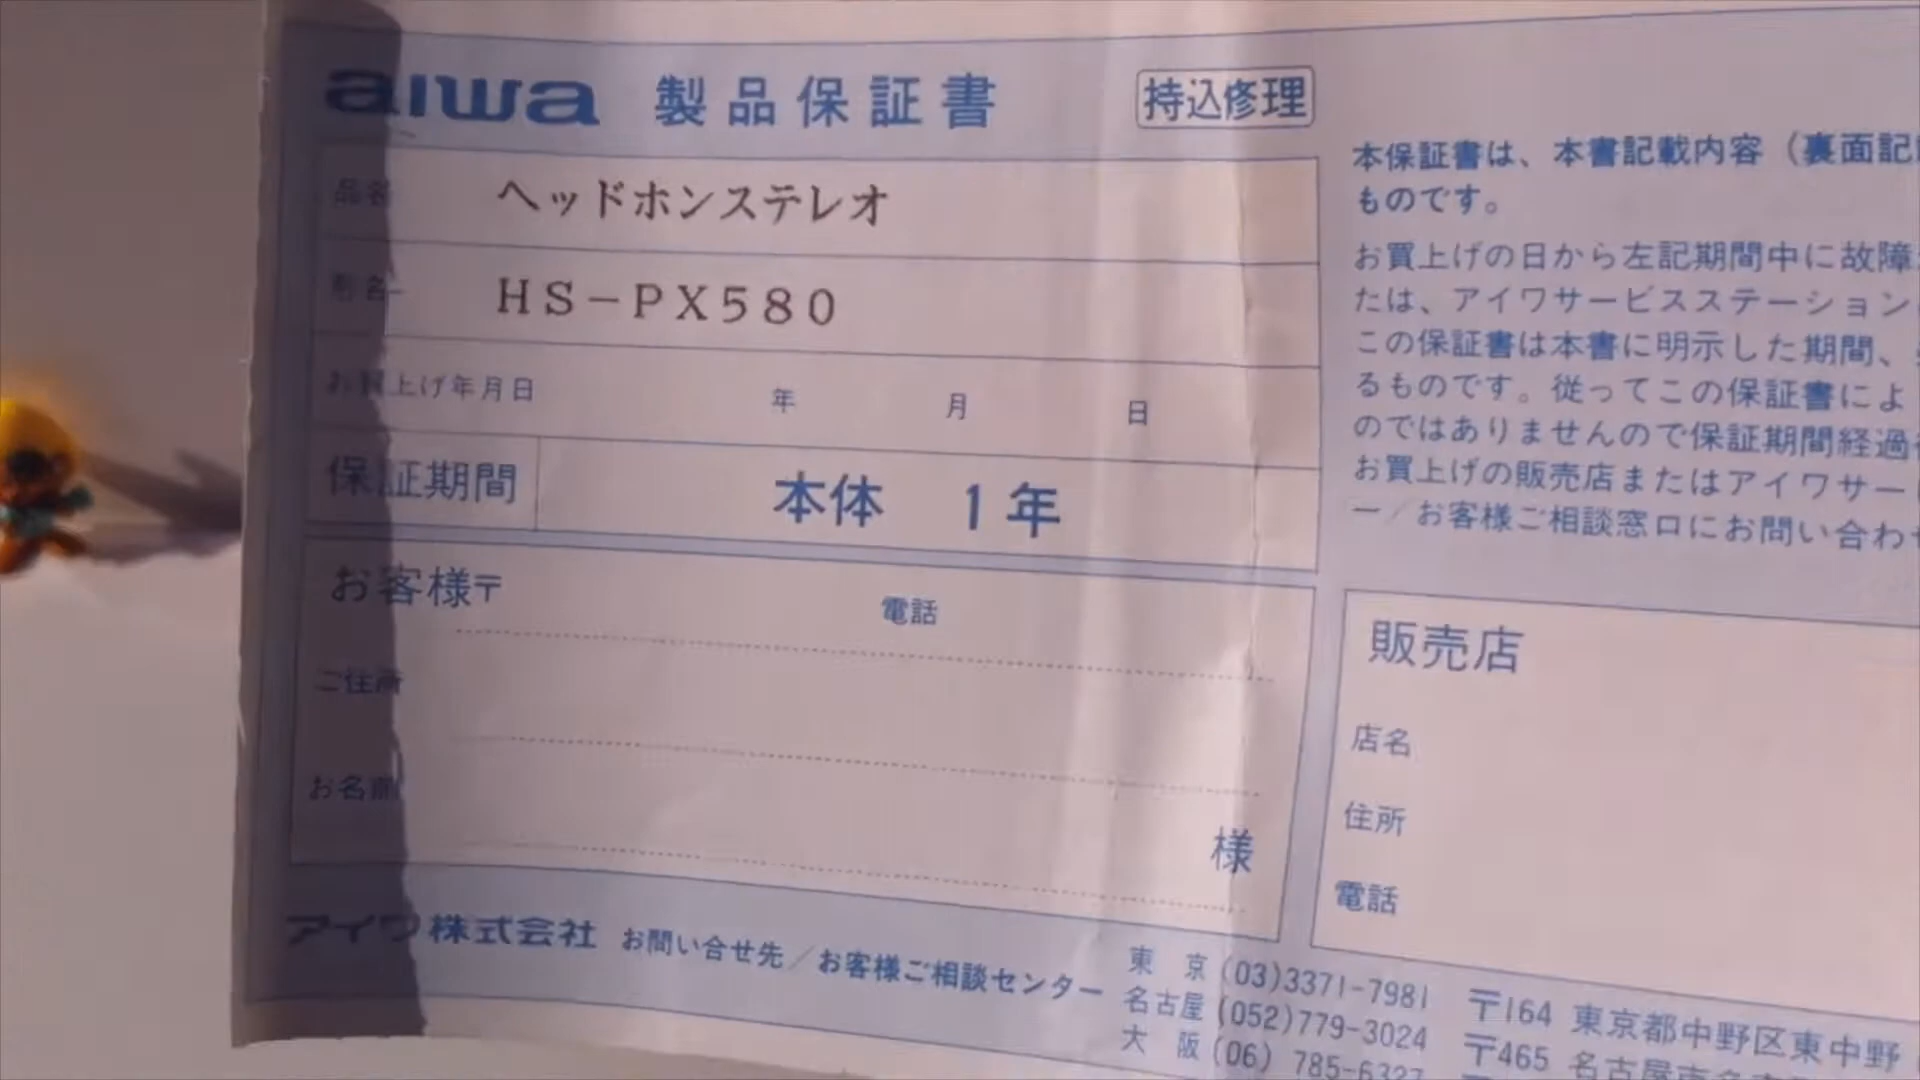 aiwa 製品保証書 持込修理
品名 ヘッドホンステレオ
形名 HS-PX580
お買上げ年月日 年 月 日
保証期間 本体 1年
お客様 〒 電話
ご住所
お名前
様
本保証書は、本書記載内容（裏面記
ものです。
お買上げの日から左記期間中に故障
たは、アイワサービスステーション
この保証書は本書に明示した期間、
るものです。従ってこの保証書によ
のではありませんので保証期間経過
お買上げの販売店またはアイワサー
ー／お客様ご相談窓口にお問い合わ
販売店
店名
住所
電話
アイワ株式会社 お問い合せ先／お客様ご相談センター
東京 (03)3371-7981 〒164 東京都中野区東中野
名古屋 (052)779-3024 〒465 名古屋市名
大阪 (06) 785-6327